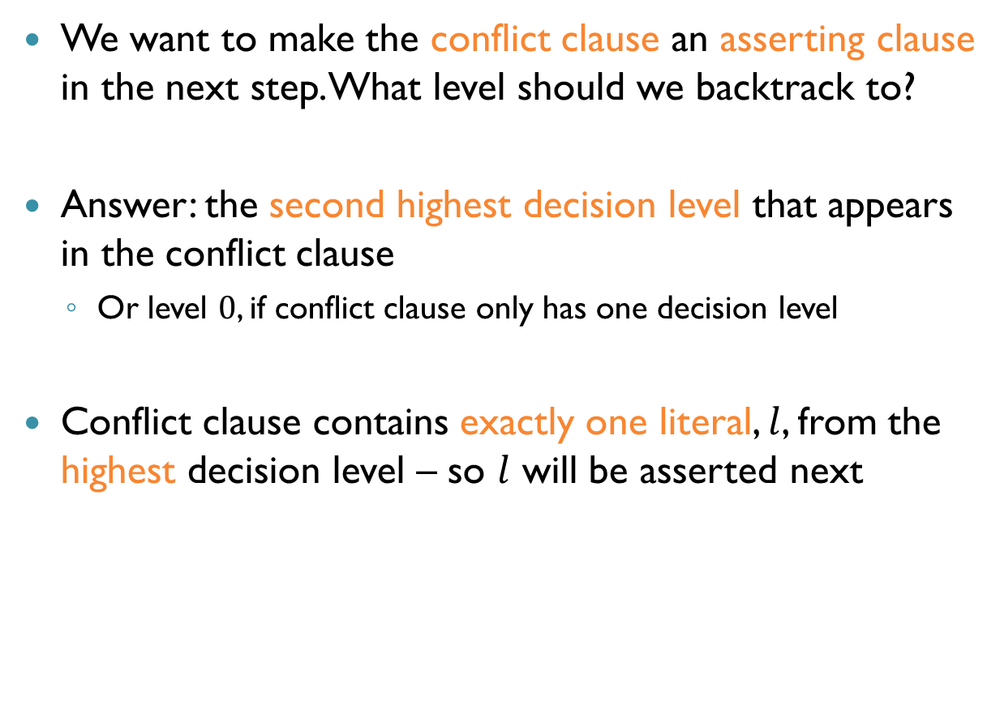 • We want to make the conflict clause an asserting clause
in the next step. What level should we backtrack to?
• Answer: the second highest decision level that appears
in the conflict clause
◦ Or level 0, if conflict clause only has one decision level
• Conflict clause contains exactly one literal, l, from the
highest decision level – so l will be asserted next